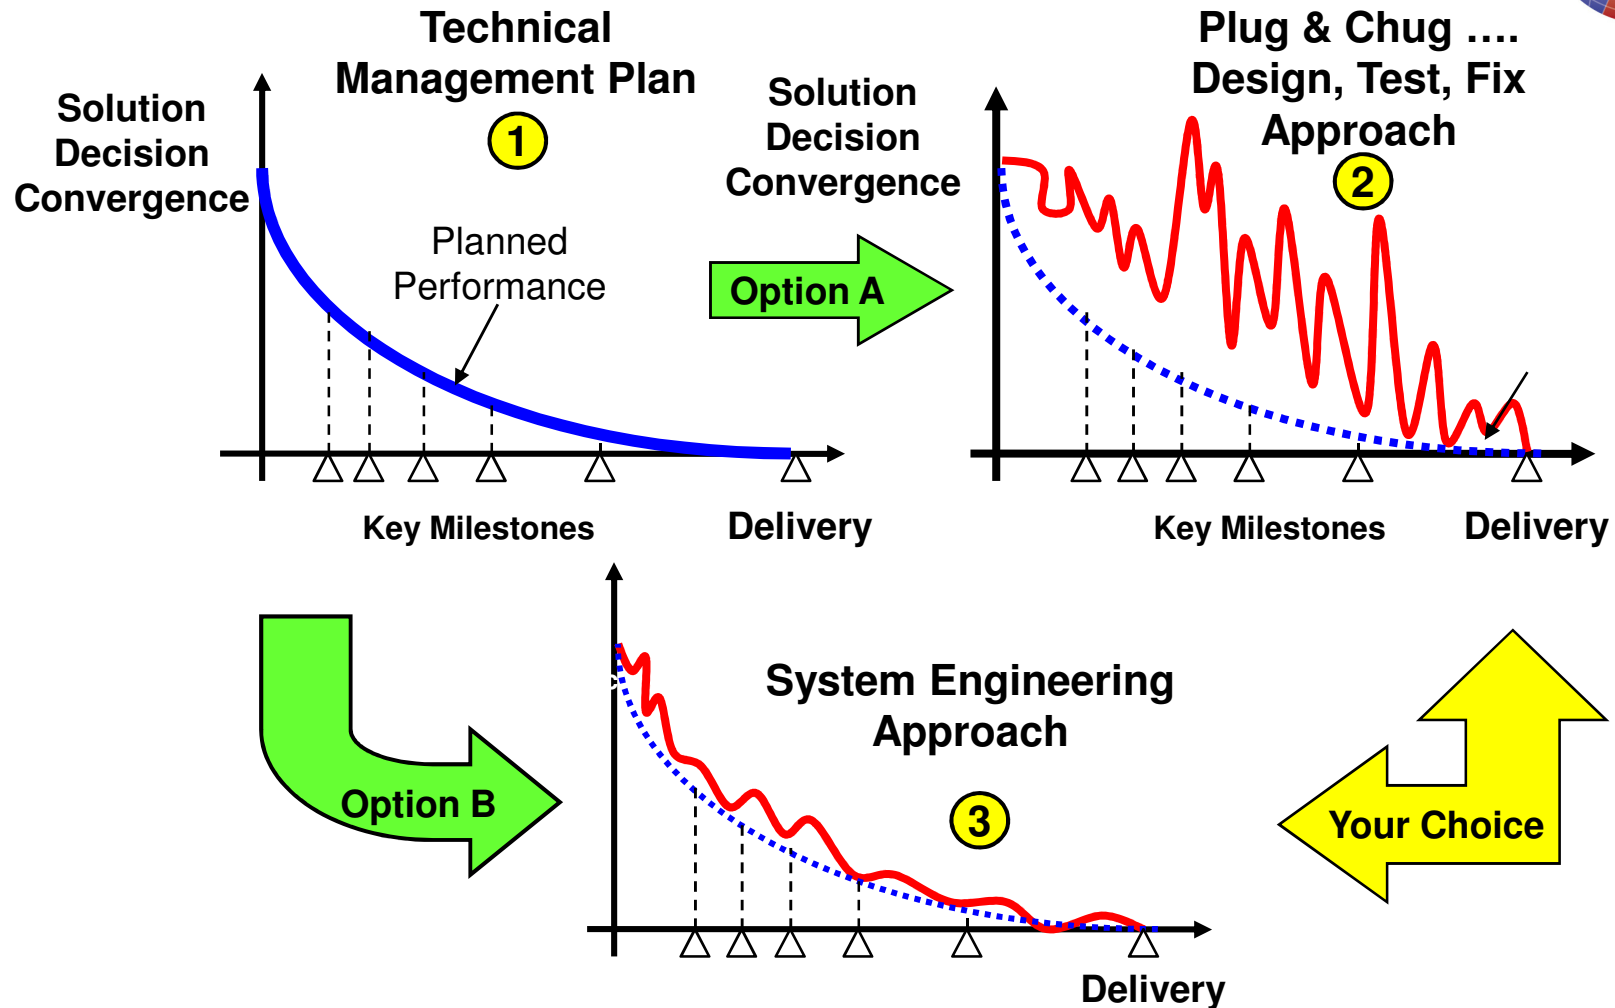 Technical
Management Plan
1
Solution
Decision
Convergence
Planned
Performance
Key Milestones
Delivery
Option A
Plug & Chug ....
Design, Test, Fix
Approach
2
Solution
Decision
Convergence
Key Milestones
Delivery
Option B
System Engineering
Approach
3
Delivery
Your Choice